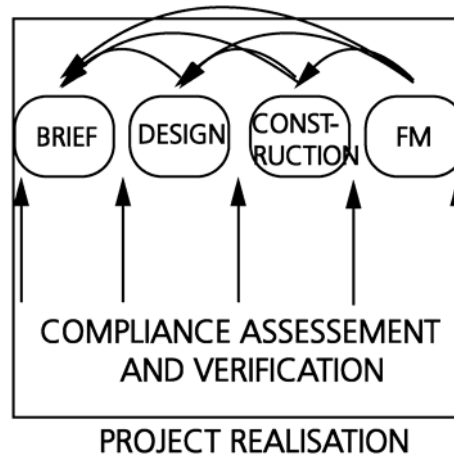 BRIEF
DESIGN
CONST-
RUCTION
FM
COMPLIANCE ASSESSEMENT
AND VERIFICATION
PROJECT REALISATION